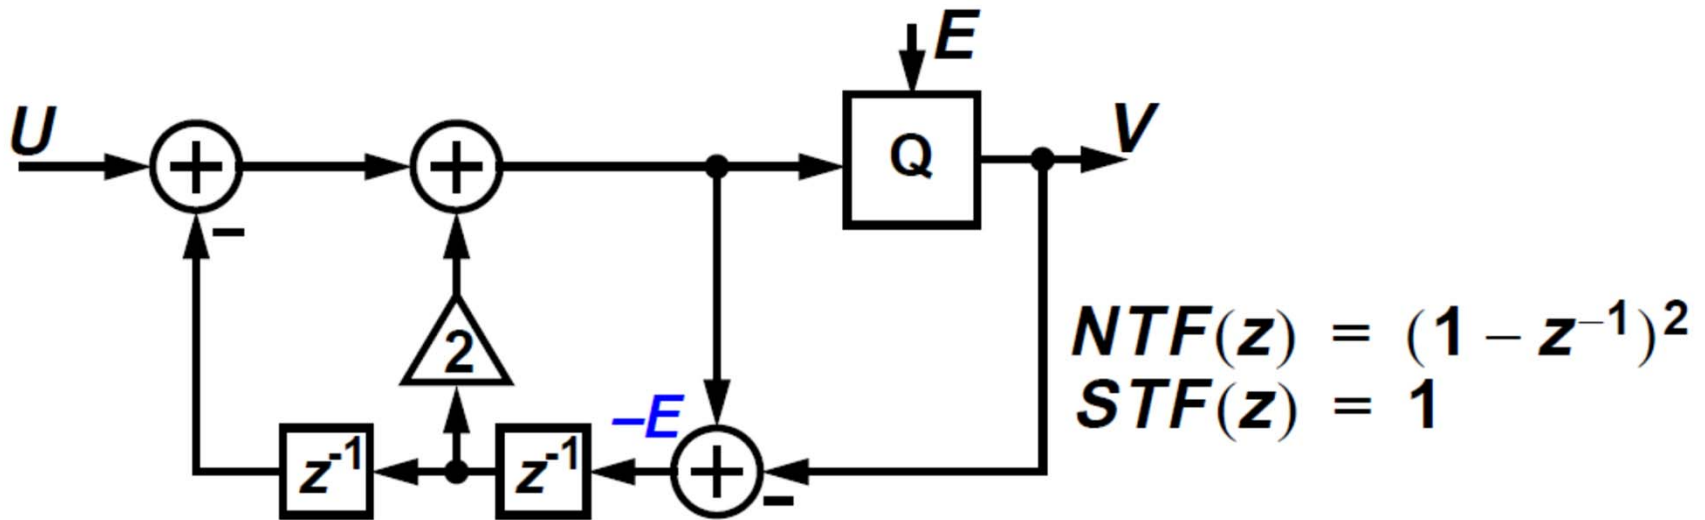 E
U
V
+
+
Q
−
2
NTF(z) = (1 − z⁻¹)²
–E
STF(z) = 1
z⁻¹
z⁻¹
+
−